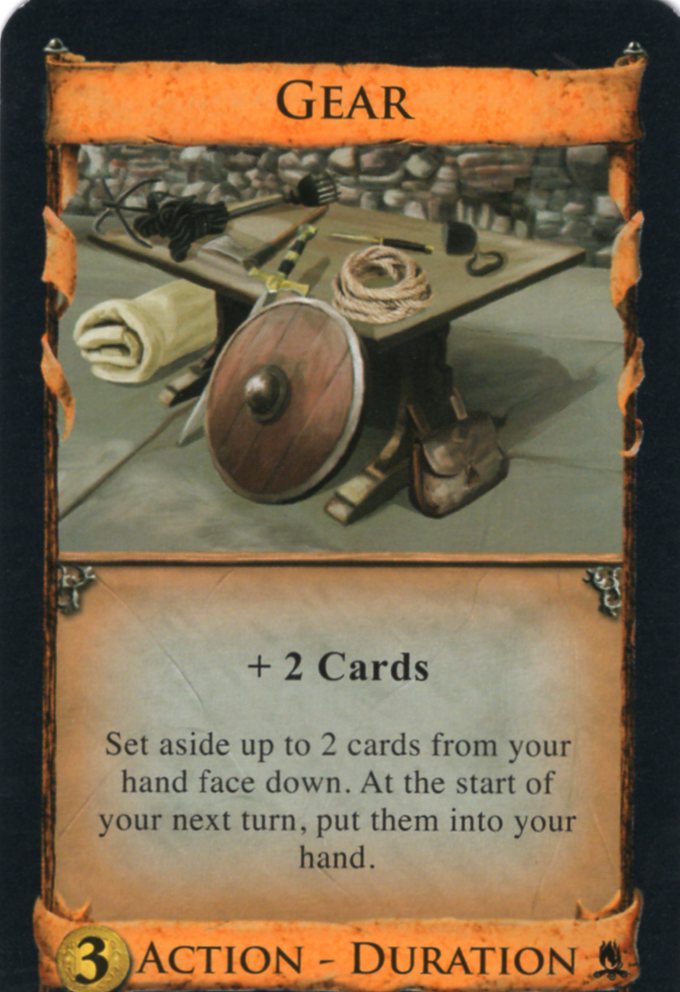 GEAR
+ 2 Cards
Set aside up to 2 cards from your
hand face down. At the start of
your next turn, put them into your
hand.
3 ACTION - DURATION